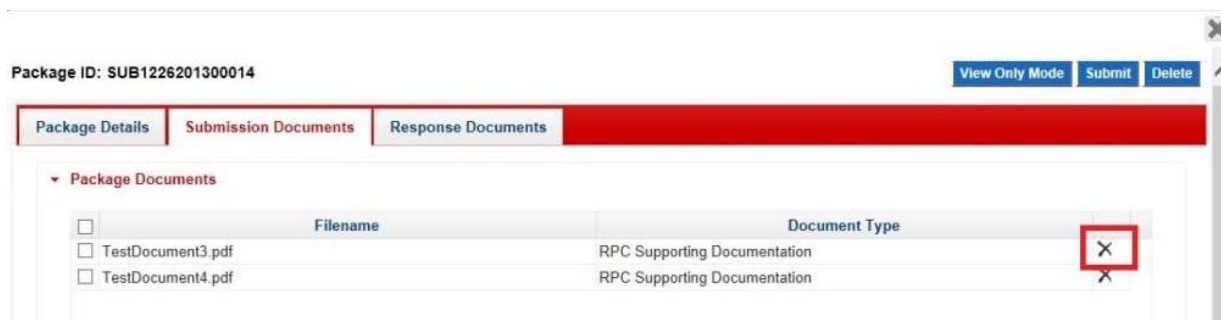 Package ID: SUB1226201300014 View Only Mode Submit Delete
Package Details Submission Documents Response Documents
Package Documents
Filename Document Type
TestDocument3.pdf RPC Supporting Documentation
TestDocument4.pdf RPC Supporting Documentation